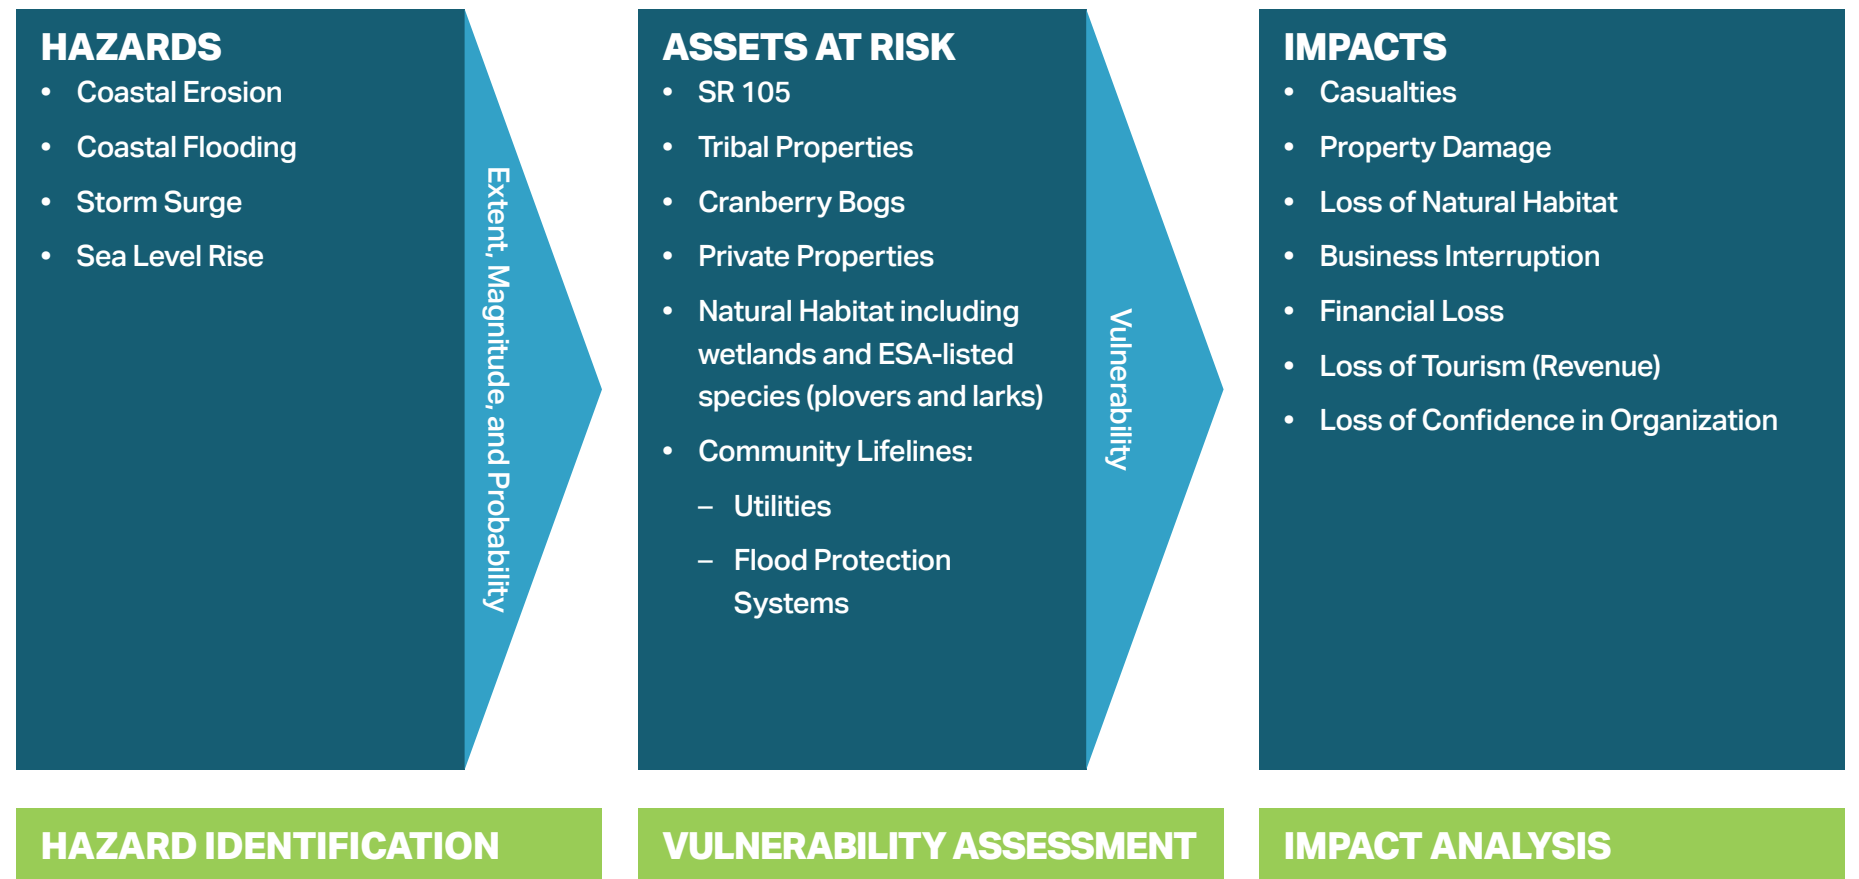 HAZARDS
• Coastal Erosion
• Coastal Flooding
• Storm Surge
• Sea Level Rise
Extent, Magnitude, and Probability
ASSETS AT RISK
• SR 105
• Tribal Properties
• Cranberry Bogs
• Private Properties
• Natural Habitat including
wetlands and ESA-listed
species (plovers and larks)
• Community Lifelines:
– Utilities
– Flood Protection
Systems
Vulnerability
IMPACTS
• Casualties
• Property Damage
• Loss of Natural Habitat
• Business Interruption
• Financial Loss
• Loss of Tourism (Revenue)
• Loss of Confidence in Organization
HAZARD IDENTIFICATION
VULNERABILITY ASSESSMENT
IMPACT ANALYSIS